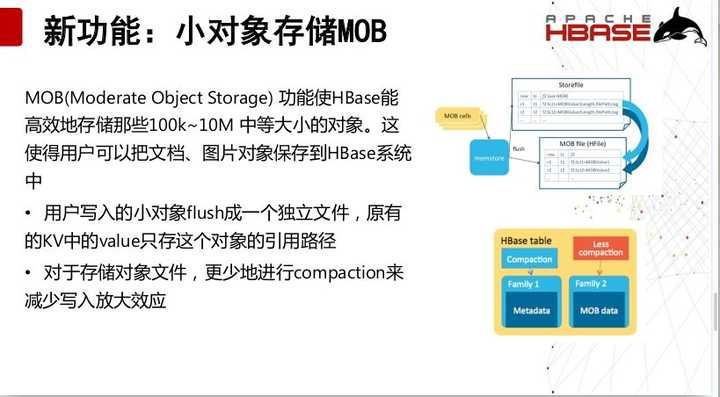 新功能：小对象存储MOB
APACHE
HBASE
MOB(Moderate Object Storage) 功能使HBase能
高效地存储那些100k~10M 中等大小的对象。这
使得用户可以把文档、图片对象保存到HBase系统
中
• 用户写入的小对象flush成一个独立文件，原有
的KV中的value只存这个对象的引用路径
• 对于存储对象文件，更少地进行compaction来
减少写入放大效应
MOB cells
memstore
flush
Storefile
MOB file (HFile)
HBase table
Compaction
Less
compaction
Family 1
Metadata
Family 2
MOB data